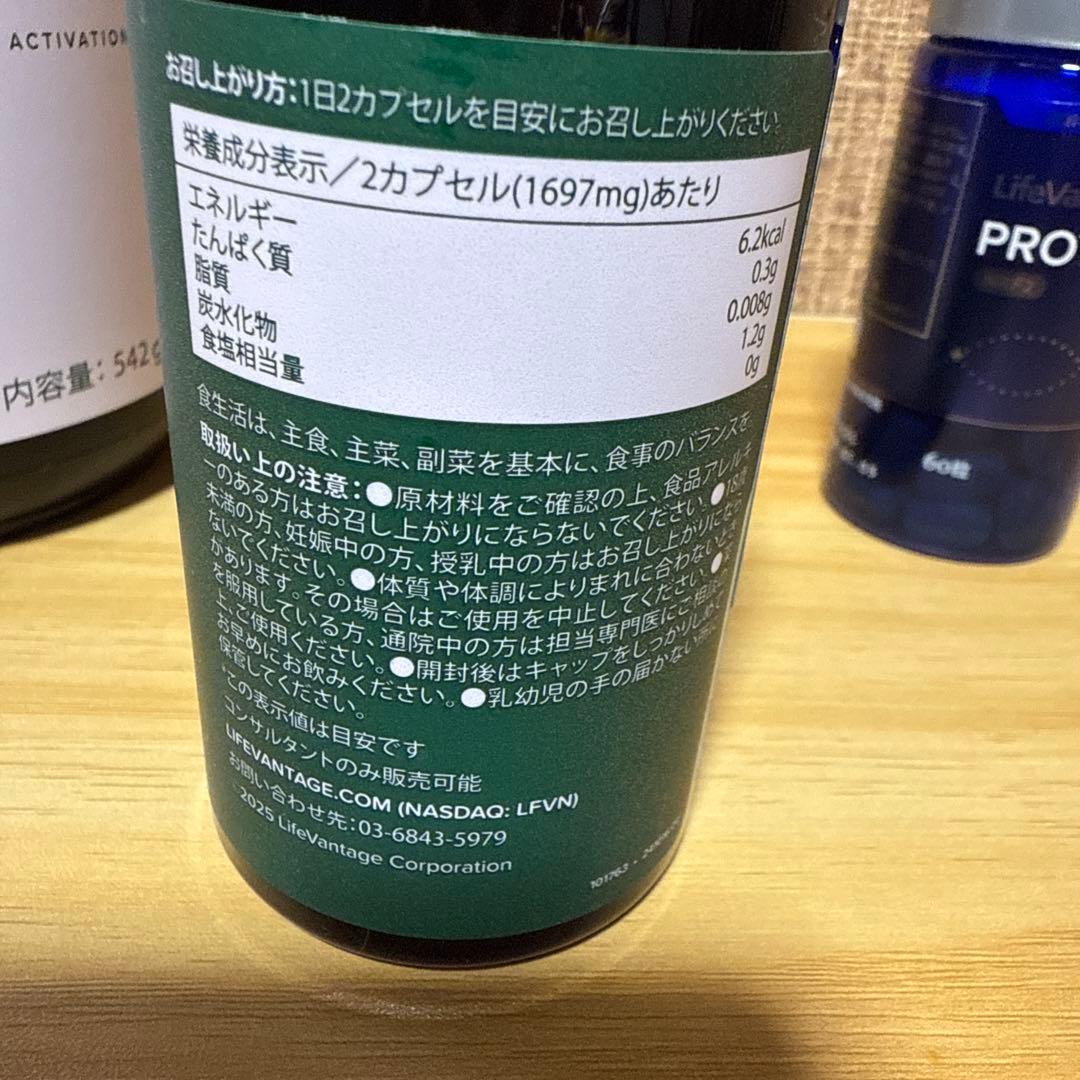 ACTIVATION
内容量：542g
お召し上がり方：1日2カプセルを目安にお召し上がりください。
栄養成分表示／2カプセル(1697mg)あたり
エネルギー 6.2kcal
たんぱく質 0.3g
脂質 0.008g
炭水化物 1.2g
食塩相当量 0g
食生活は、主食、主菜、副菜を基本に、食事のバランスを
取扱い上の注意：●原材料をご確認の上、食品アレルギ
ーのある方はお召し上がりにならないでください。●18歳
未満の方、妊娠中の方、授乳中の方はお召し上がりになら
ないでください。●体質や体調によりまれに合わない
があります。その場合はご使用を中止してください。●
を服用している方、通院中の方は担当専門医にご相談
上、ご使用ください。●開封後はキャップをしっかりしめて
お早めにお飲みください。●乳幼児の手の届かない
保管してください。
*この表示値は目安です
コンサルタントのみ販売可能
LIFEVANTAGE.COM (NASDAQ: LFVN)
お問い合わせ先：03-6843-5979
2025 LifeVantage Corporation
101763
LifeVa
PRO
60粒